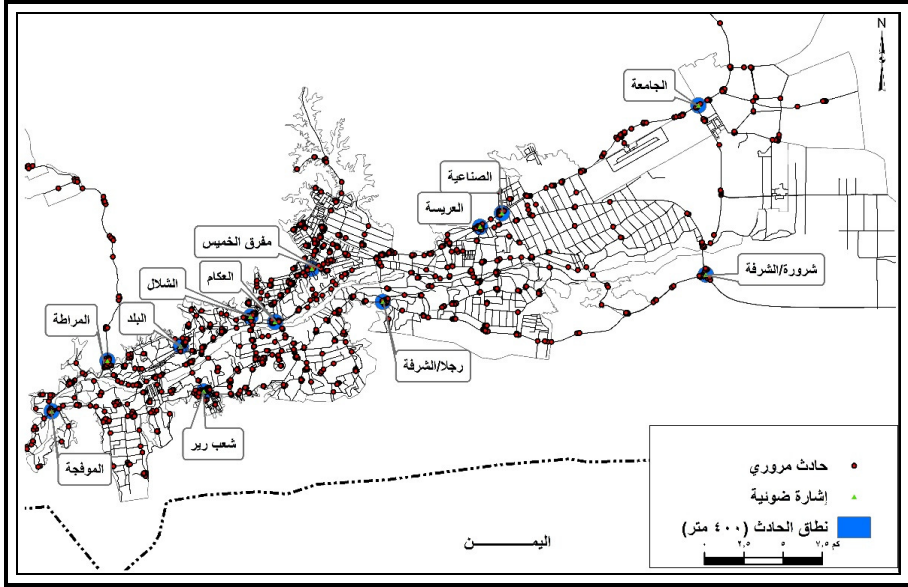 N
الجامعة
الصناعية
العريسة
مفرق الخميس
العكام
الشلال
البلد
المراطة
شرورة/الشرفة
رجلا/الشرفة
شعب رير
الموفجة
حادث مروري
إشارة ضوئية
نطاق الحادث (٤٠٠ متر)
كم ٧.٥ ٥ ٢.٥ ٠
اليمن